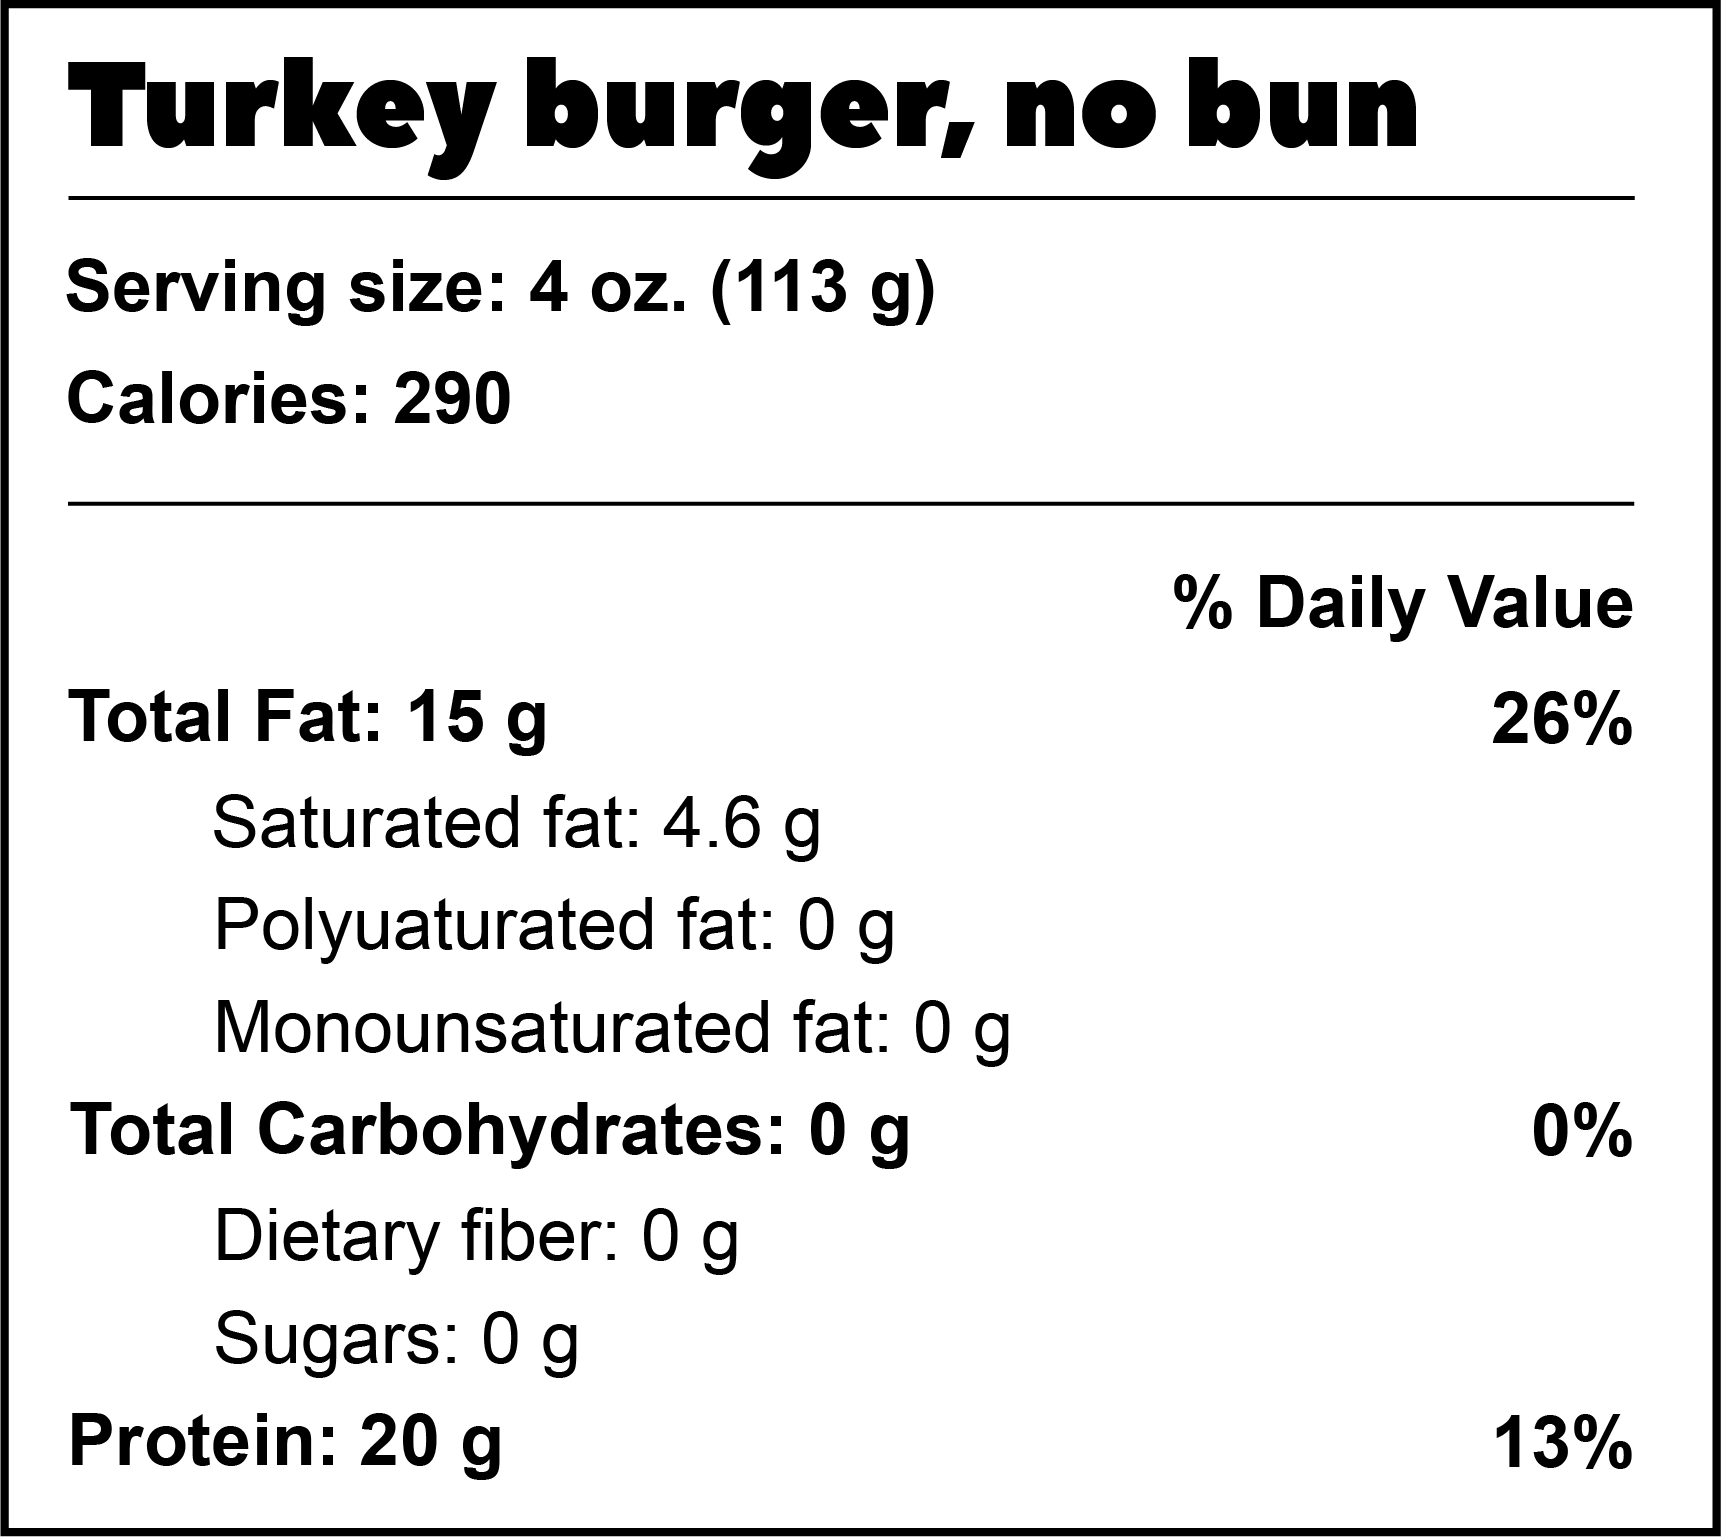 Turkey burger, no bun
Serving size: 4 oz. (113 g)
Calories: 290
% Daily Value
Total Fat: 15 g 26%
Saturated fat: 4.6 g
Polyuaturated fat: 0 g
Monounsaturated fat: 0 g
Total Carbohydrates: 0 g 0%
Dietary fiber: 0 g
Sugars: 0 g
Protein: 20 g 13%